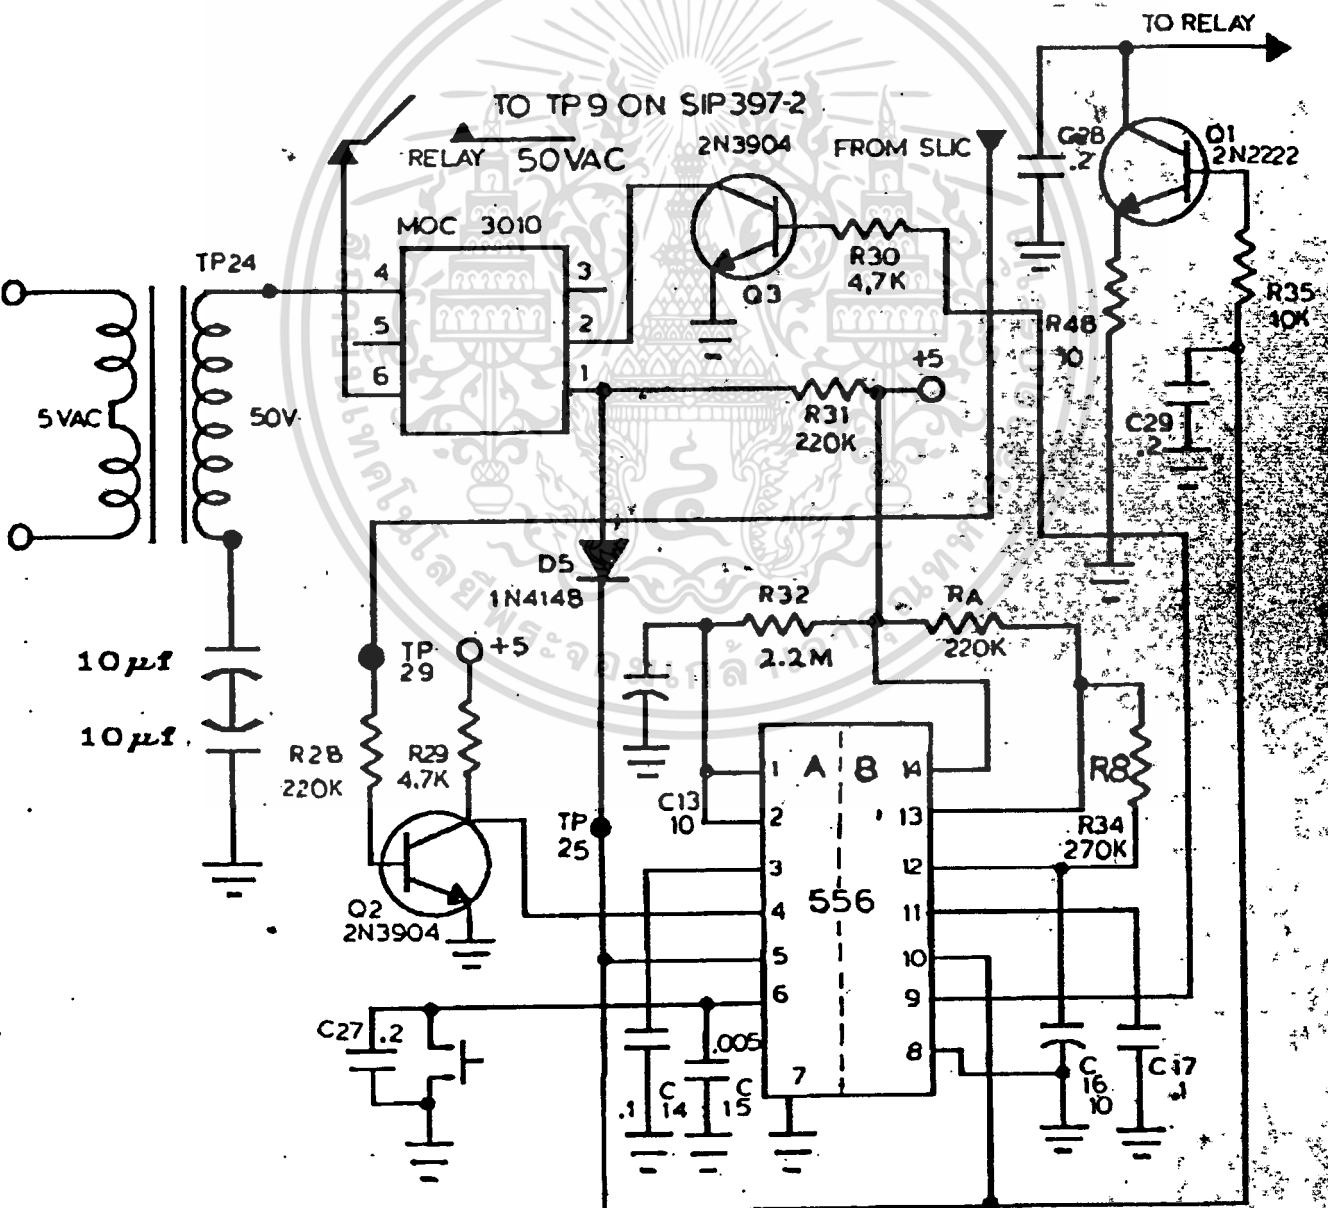 TO RELAY
TO TP9 ON SIP397-2
RELAY 50VAC
2N3904
FROM SLIC
C28
.2
Q1
2N2222
MOC 3010
TP24
4
5
6
3
2
1
R30
4,7K
Q3
R48
10
R35
10K
+5
5VAC
50V
R31
220K
C29
.2
D5
1N4148
R32
2.2M
RA
220K
10µf
10µf
TP
29
+5
R28
220K
R29
4.7K
A B
1
2
3
4
5
6
7
14
13
12
11
10
9
8
556
C13
10
R8
R34
270K
TP
25
Q2
2N3904
C27 .2
.005
.1
C
14
C
15
C
16
10
C 17
.1